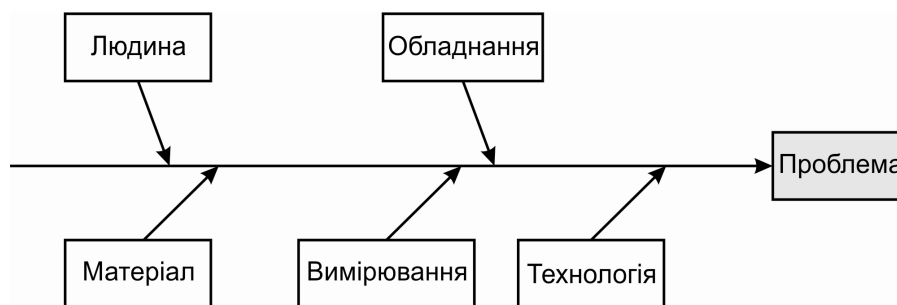 Людина
Обладнання
Проблема
Матеріал
Вимірювання
Технологія